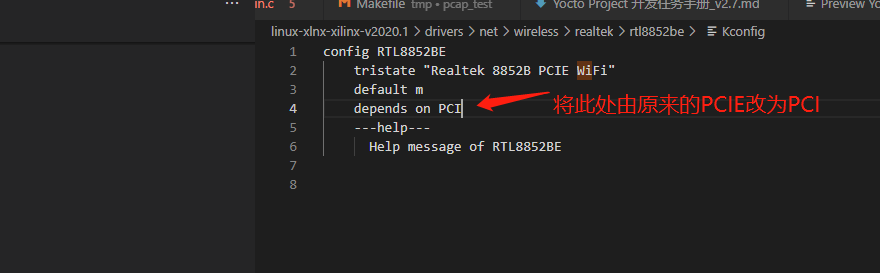 in.c 5 Makefile tmp • pcap_test Yocto Project 开发任务手册_v2.7.md Preview Yo
linux-xlnx-xilinx-v2020.1 > drivers > net > wireless > realtek > rtl8852be > Kconfig
1 config RTL8852BE
2 tristate "Realtek 8852B PCIE WiFi"
3 default m
4 depends on PCI
将此处由原来的PCIE改为PCI
5 ---help---
6 Help message of RTL8852BE
7
8